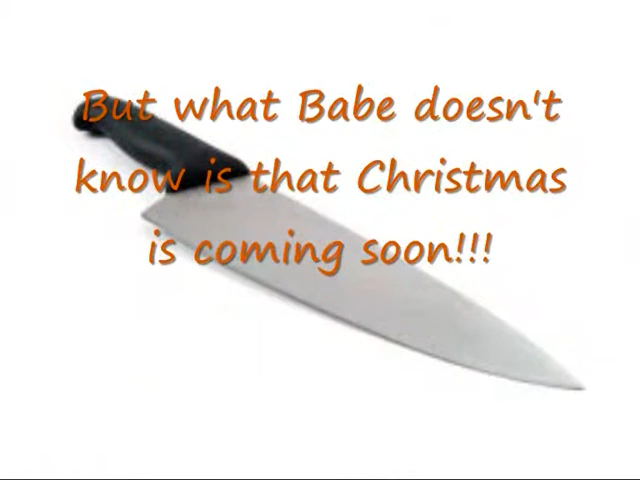 But what Babe doesn't
know is that Christmas
is coming soon!!!